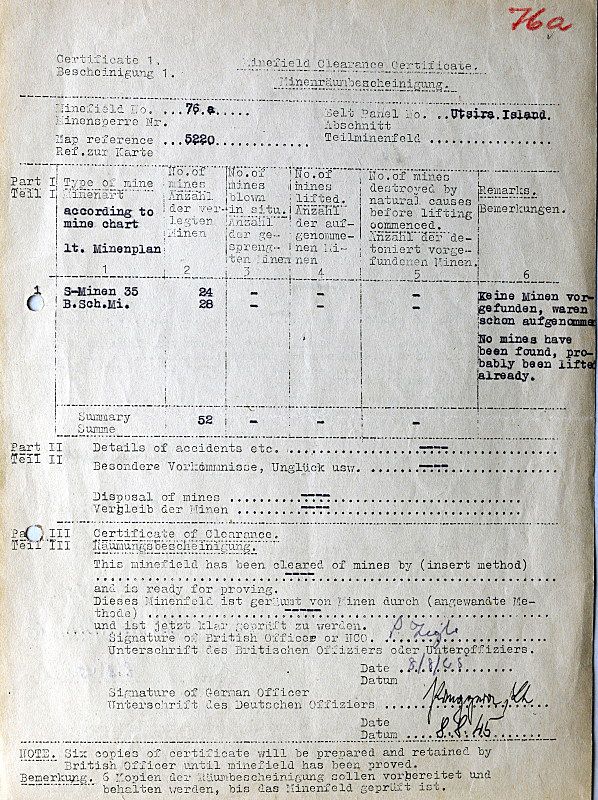 76a
Certificate 1. Minefield Clearance Certificate.
Bescheinigung 1. Minenräumbescheinigung.
Minefield No. ...76.a..... Belt Panel No. ..Utsira.Island.
Minensperre Nr. Abschnitt
Map reference ...5220..... Teilminenfeld ...............
Ref.zur Karte
Part I
Teil I
Type of mine
Minenart
according to
mine chart
lt. Minenplan
1
No.of
mines
Anzahl
der ver-
legten
Minen
2
No.of
mines
blown
in situ.
Anzahl
der ge-
spreng-
ten Minen
3
No.of
mines
lifted.
Anzahl
der auf-
genomme-
nen Mi-
nen
4
No. of mines
destroyed by
natural causes
before lifting
commenced.
Anzahl der de-
toniert vorge-
fundenen Minen.
5
Remarks.
Bemerkungen.
6
1 S-Minen 35 24 - - -
B.Sch.Mi. 28 - - -
Keine Minen vor-
gefunden, waren
schon aufgenommen
No mines have
been found, pro-
bably been lifted
already.
Summary 52 - - -
Summe
Part II Details of accidents etc. ..................----............
Teil II Besondere Vorkommnisse, Unglück usw. .......----............
Disposal of mines .........----...............................
Vergleib der Minen ........----...............................
Part III Certificate of Clearance.
Teil III Räumungsbescheinigung.
This minefield has been cleared of mines by (insert method)
.........................----.................................
and is ready for proving.
Dieses Minenfeld ist geräumt von Minen durch (angewandte Me-
thode) ..................----.................................
und ist jetzt klar geprüft zu werden.
Signature of British Officer or NCO.
Unterschrift des Britischen Offiziers oder Unteroffiziers.
Date 8/8/45
Datum
Signature of German Officer
Unterschrift des Deutschen Offiziers
Date
Datum 8.8.45
NOTE. Six copies of certificate will be prepared and retained by
British Officer until minefield has been proved.
Bemerkung. 6 Kopien der Räumbescheinigung sollen vorbereitet und
behalten werden, bis das Minenfeld geprüft ist.